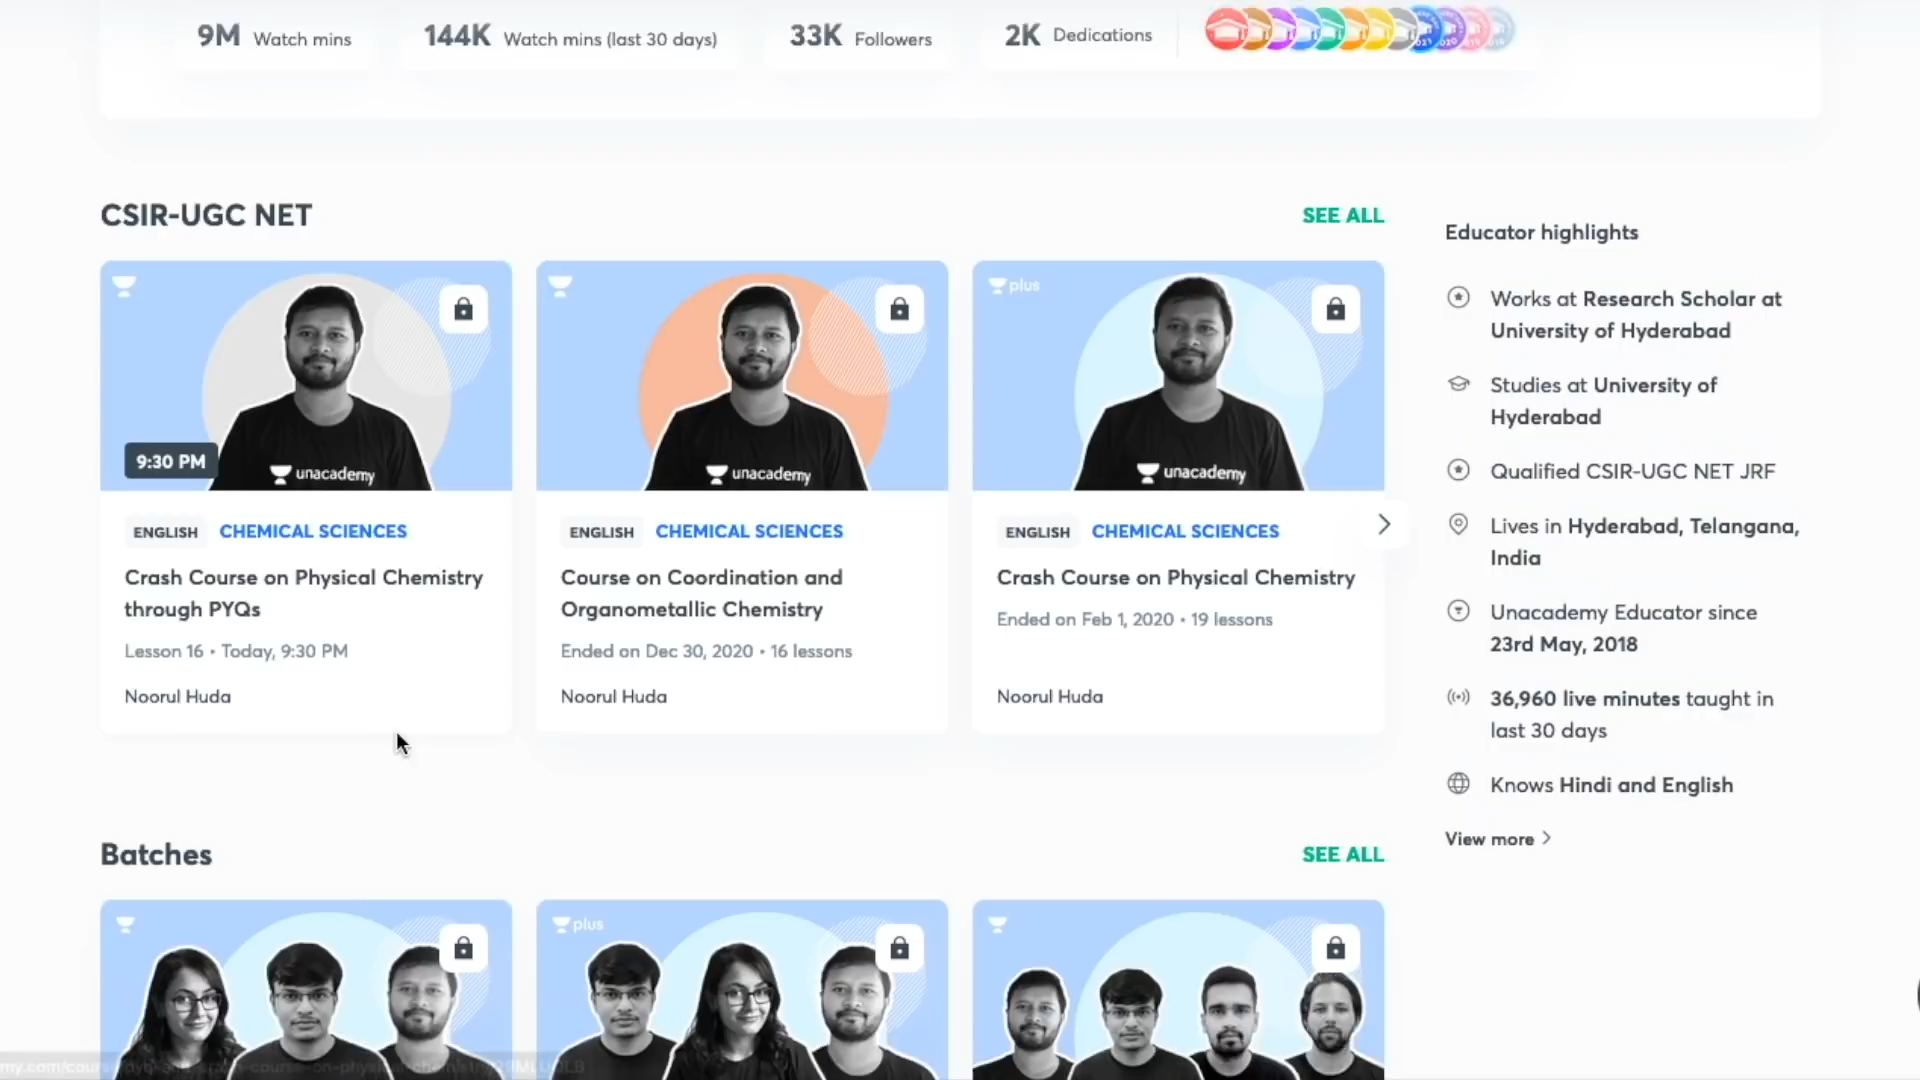 9M Watch mins 144K Watch mins (last 30 days) 33K Followers 2K Dedications
CSIR-UGC NET
SEE ALL
plus
9:30 PM
unacademy
unacademy
unacademy
ENGLISH CHEMICAL SCIENCES
Crash Course on Physical Chemistry
through PYQs
Lesson 16 • Today, 9:30 PM
Noorul Huda
ENGLISH CHEMICAL SCIENCES
Course on Coordination and
Organometallic Chemistry
Ended on Dec 30, 2020 • 16 lessons
Noorul Huda
ENGLISH CHEMICAL SCIENCES
Crash Course on Physical Chemistry
Ended on Feb 1, 2020 • 19 lessons
Noorul Huda
Educator highlights
Works at Research Scholar at
University of Hyderabad
Studies at University of
Hyderabad
Qualified CSIR-UGC NET JRF
Lives in Hyderabad, Telangana,
India
Unacademy Educator since
23rd May, 2018
36,960 live minutes taught in
last 30 days
Knows Hindi and English
View more
Batches
SEE ALL
plus